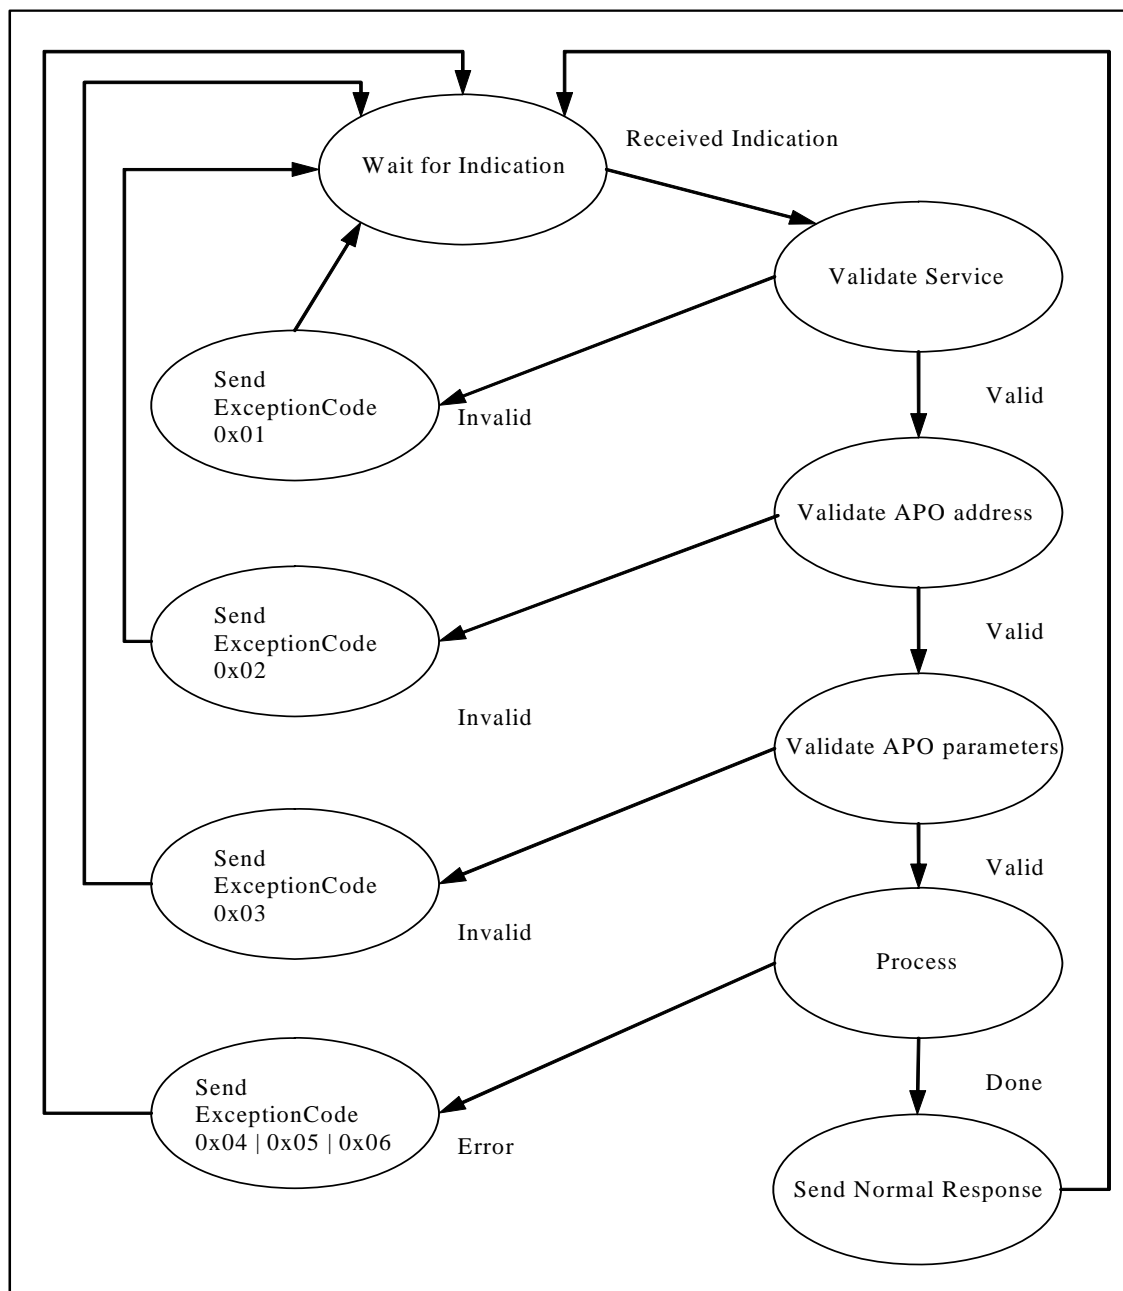 Wait for Indication
Received Indication
Validate Service
Send
ExceptionCode
0x01
Invalid
Valid
Validate APO address
Send
ExceptionCode
0x02
Invalid
Valid
Validate APO parameters
Send
ExceptionCode
0x03
Invalid
Valid
Process
Send
ExceptionCode
0x04 | 0x05 | 0x06
Error
Done
Send Normal Response